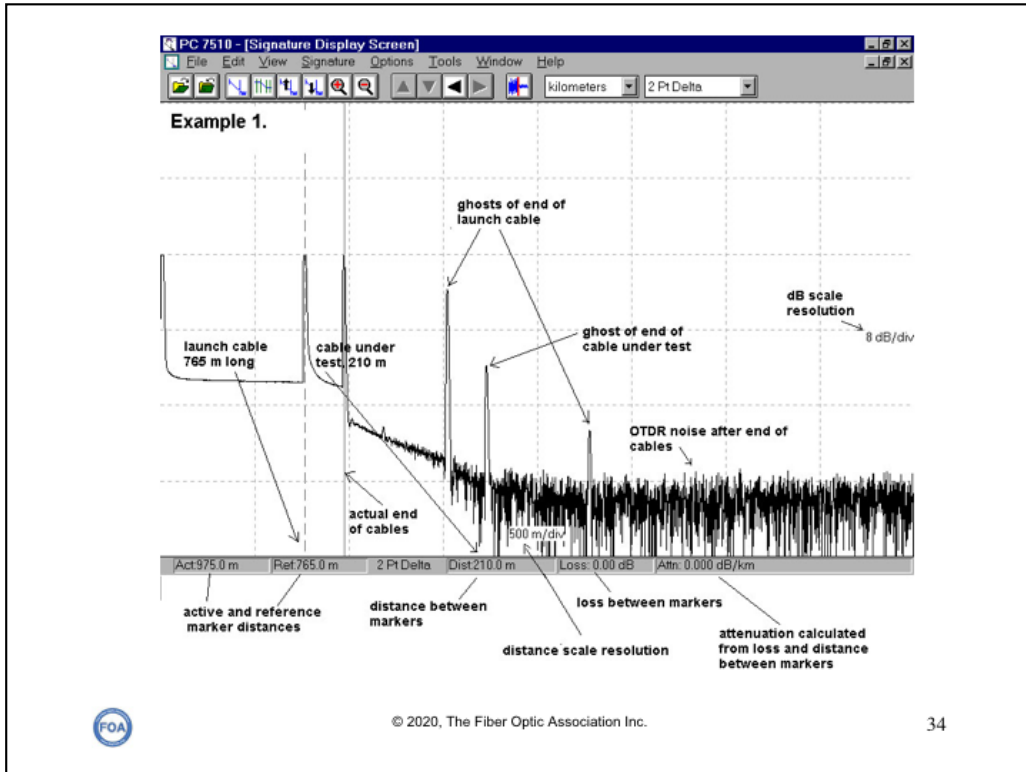 PC 7510 - [Signature Display Screen]
File Edit View Signature Options Tools Window Help
kilometers 2 Pt Delta
Example 1.
ghosts of end of
launch cable
dB scale
resolution
8 dB/div
ghost of end of
cable under test
launch cable
765 m long
cable under
test, 210 m
OTDR noise after end of
cables
actual end
of cables
500 m/div
Act:975.0 m Ref:765.0 m 2 Pt Delta Dist:210.0 m Loss: 0.00 dB Attn: 0.000 dB/km
active and reference
marker distances
distance between
markers
loss between markers
distance scale resolution
attenuation calculated
from loss and distance
between markers
FOA
© 2020, The Fiber Optic Association Inc.
34